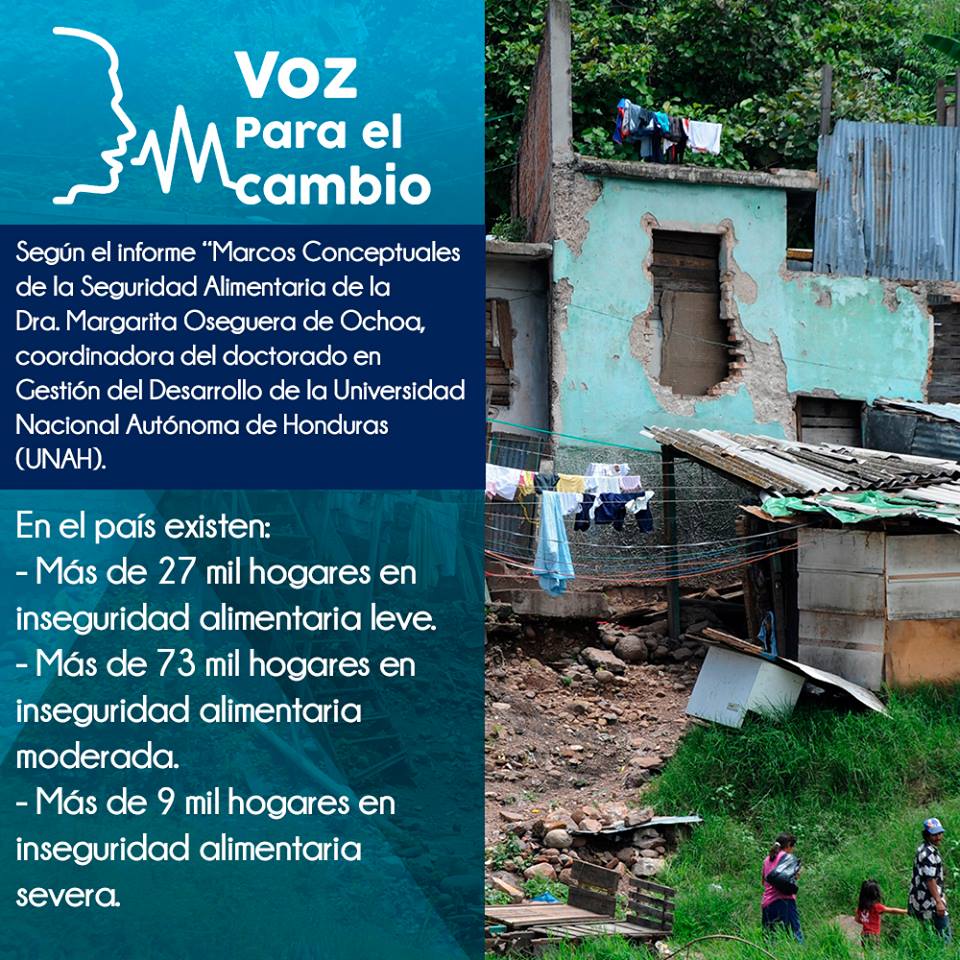 Voz
Para el
cambio
Según el informe “Marcos Conceptuales
de la Seguridad Alimentaria de la
Dra. Margarita Oseguera de Ochoa,
coordinadora del doctorado en
Gestión del Desarrollo de la Universidad
Nacional Autónoma de Honduras
(UNAH).
En el país existen:
- Más de 27 mil hogares en
inseguridad alimentaria leve.
- Más de 73 mil hogares en
inseguridad alimentaria
moderada.
- Más de 9 mil hogares en
inseguridad alimentaria
severa.